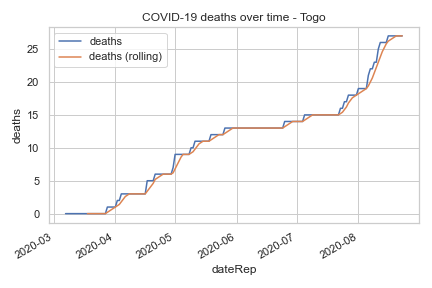 COVID-19 deaths over time - Togo
deaths
deaths (rolling)
deaths
25
20
15
10
5
0
2020-03
2020-04
2020-05
2020-06
2020-07
2020-08
dateRep